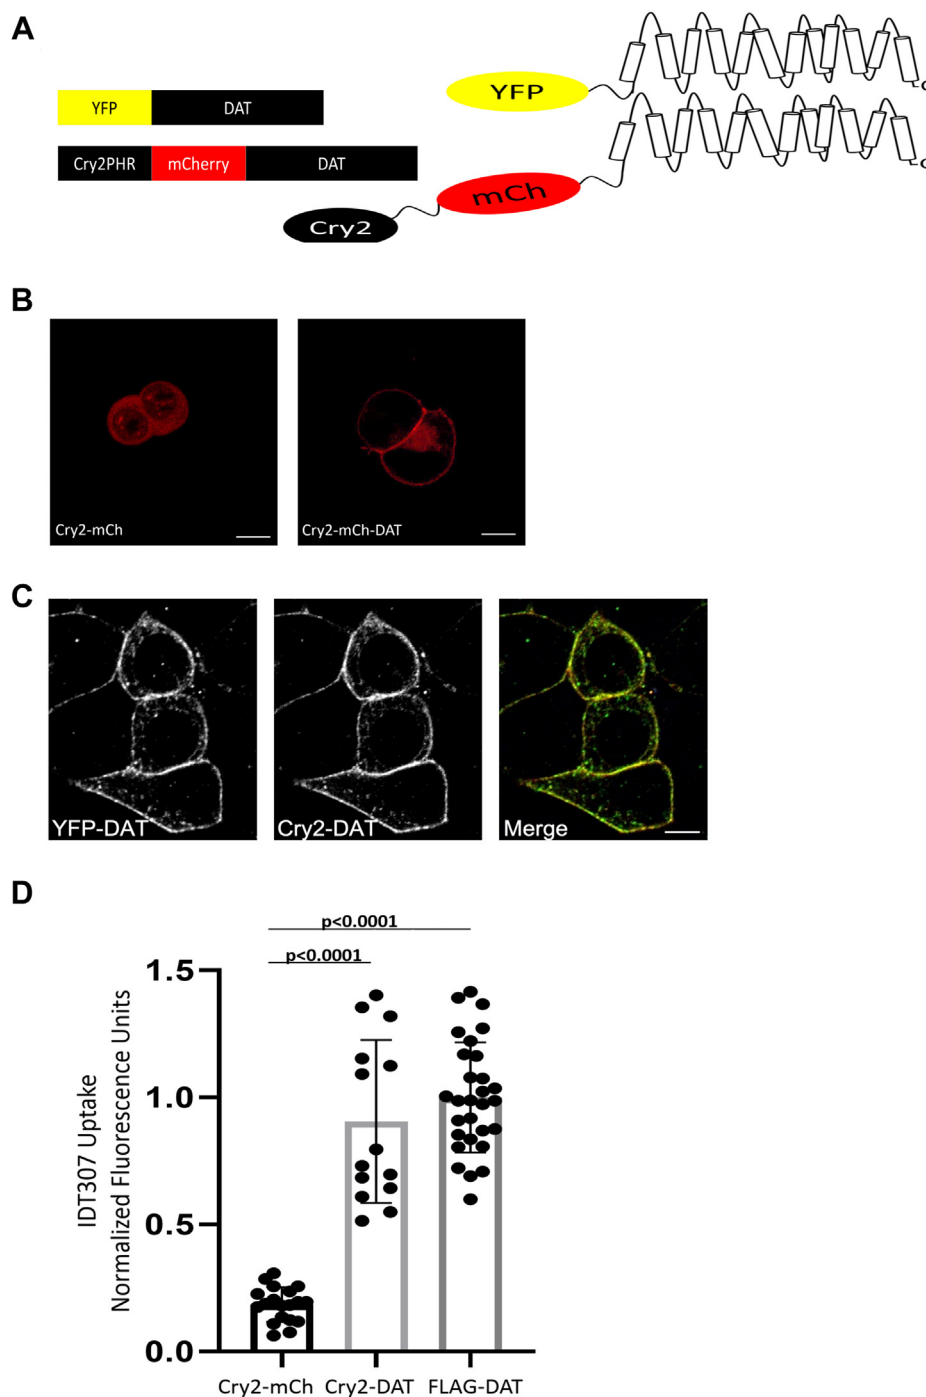 A
YFP DAT
Cry2PHR mCherry DAT
YFP
mCh
Cry2
B
Cry2-mCh
Cry2-mCh-DAT
C
YFP-DAT
Cry2-DAT
Merge
D
p<0.0001
p<0.0001
IDT307 Uptake
Normalized Fluorescence Units
1.5
1.0
0.5
0.0
Cry2-mCh Cry2-DAT FLAG-DAT